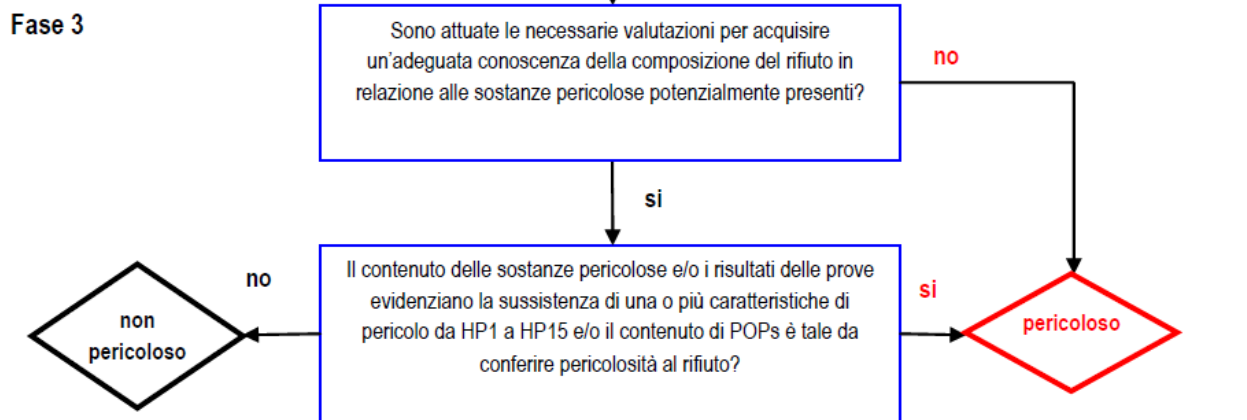 Fase 3
Sono attuate le necessarie valutazioni per acquisire
un'adeguata conoscenza della composizione del rifiuto in
relazione alle sostanze pericolose potenzialmente presenti?
no
si
Il contenuto delle sostanze pericolose e/o i risultati delle prove
evidenziano la sussistenza di una o più caratteristiche di
pericolo da HP1 a HP15 e/o il contenuto di POPs è tale da
conferire pericolosità al rifiuto?
no
non
pericoloso
si
pericoloso